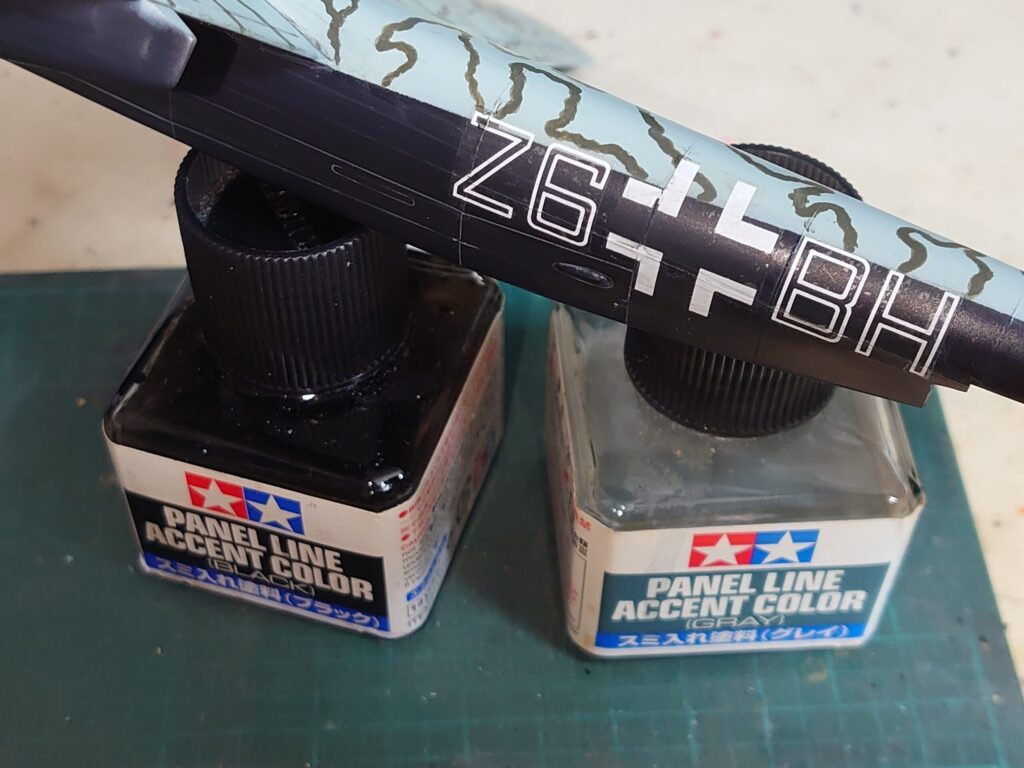 Z6
BH
PANEL LINE
ACCENT COLOR
(BLACK)
スミ入れ塗料(ブラック)
PANEL LINE
ACCENT COLOR
(GRAY)
スミ入れ塗料(グレイ)